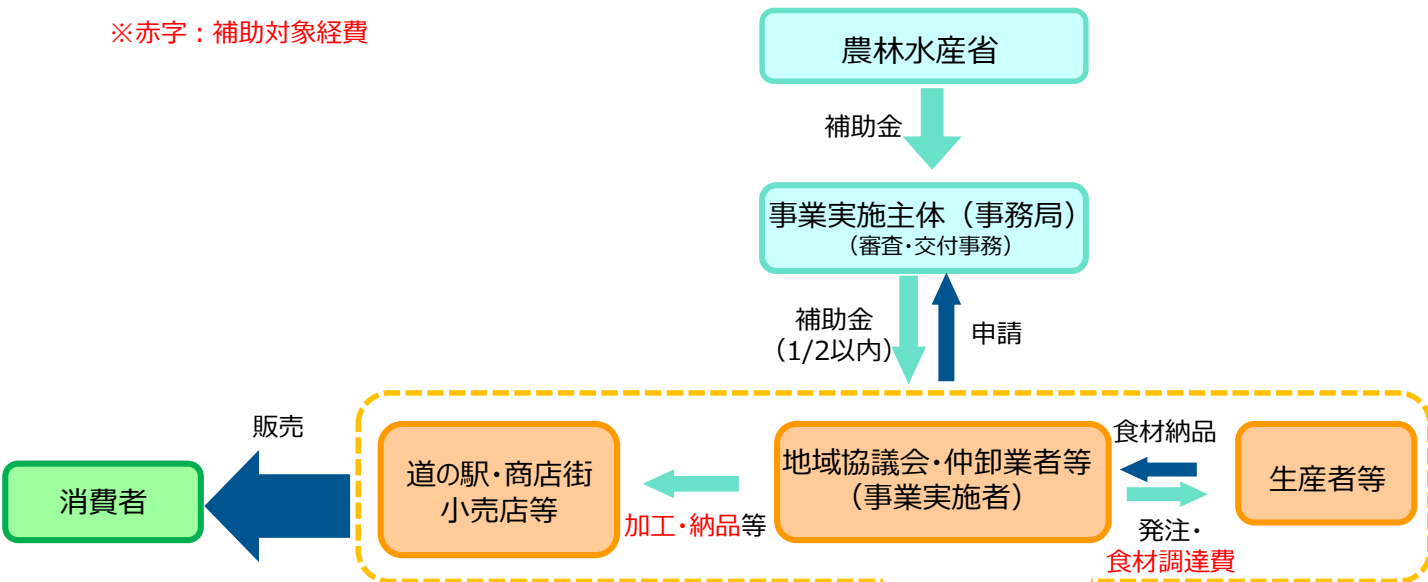 ※赤字：補助対象経費
農林水産省
補助金
事業実施主体（事務局）
（審査・交付事務）
補助金
（1/2以内）
申請
販売
消費者
道の駅・商店街
小売店等
加工・納品等
地域協議会・仲卸業者等
（事業実施者）
食材納品
発注・
食材調達費
生産者等